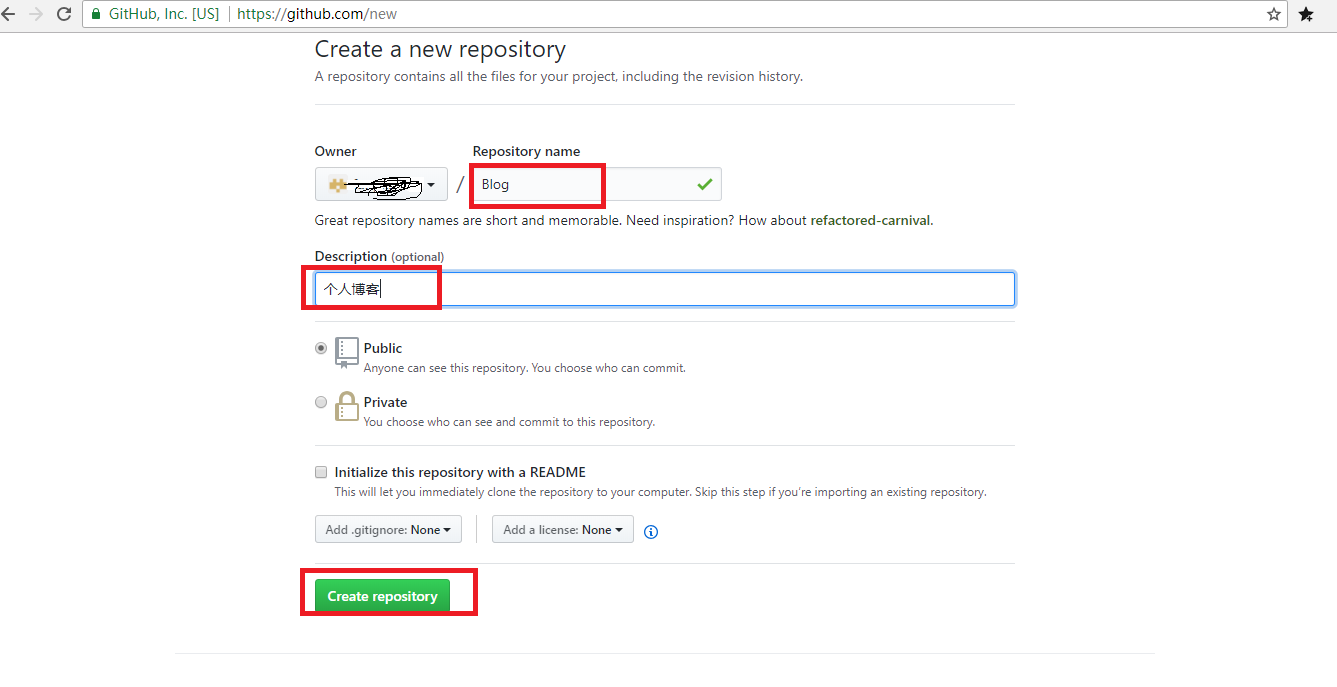 GitHub, Inc. [US] | https://github.com/new
Create a new repository
A repository contains all the files for your project, including the revision history.
Owner Repository name
/ Blog
Great repository names are short and memorable. Need inspiration? How about refactored-carnival.
Description (optional)
个人博客
Public
Anyone can see this repository. You choose who can commit.
Private
You choose who can see and commit to this repository.
Initialize this repository with a README
This will let you immediately clone the repository to your computer. Skip this step if you’re importing an existing repository.
Add .gitignore: None Add a license: None
Create repository